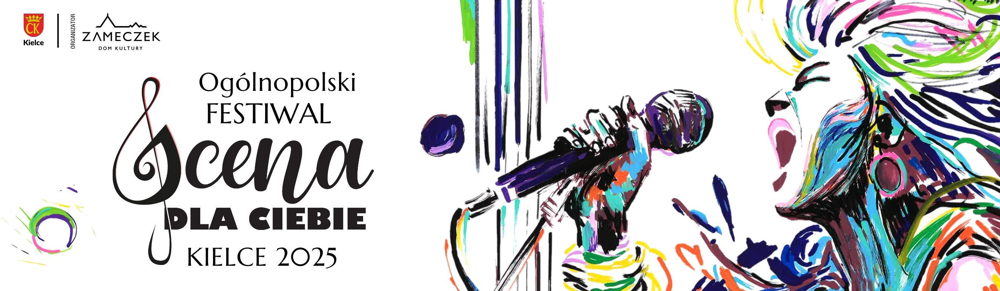 CK
Kielce
ORGANIZATOR
ZAMECZEK
DOM KULTURY
Ogólnopolski
FESTIWAL
Scena
DLA CIEBIE
KIELCE 2025